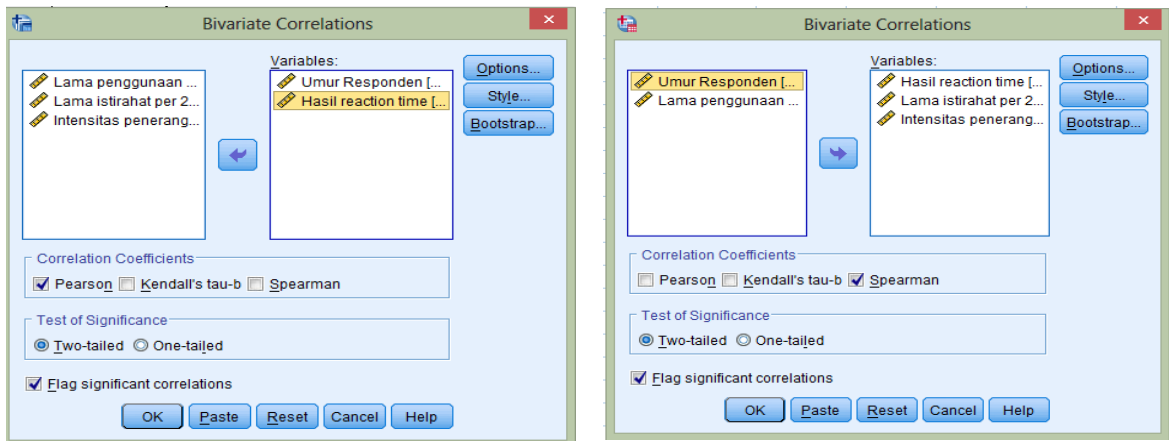 Bivariate Correlations
Lama penggunaan ...
Lama istirahat per 2...
Intensitas penerang...
Variables:
Umur Responden [...
Hasil reaction time [...
Options...
Style...
Bootstrap...
Correlation Coefficients
Pearson Kendall's tau-b Spearman
Test of Significance
Two-tailed One-tailed
Flag significant correlations
OK Paste Reset Cancel Help
Bivariate Correlations
Umur Responden [...
Lama penggunaan ...
Variables:
Hasil reaction time [...
Lama istirahat per 2...
Intensitas penerang...
Options...
Style...
Bootstrap...
Correlation Coefficients
Pearson Kendall's tau-b Spearman
Test of Significance
Two-tailed One-tailed
Flag significant correlations
OK Paste Reset Cancel Help